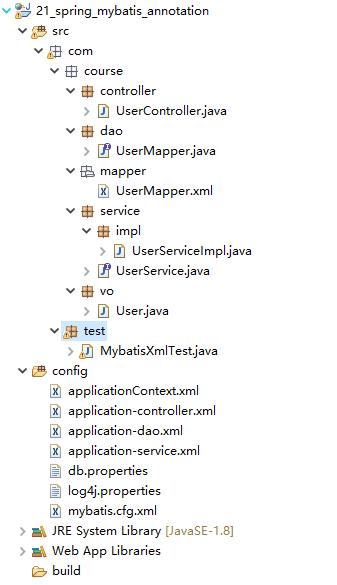 21_spring_mybatis_annotation
src
com
course
controller
UserController.java
dao
UserMapper.java
mapper
UserMapper.xml
service
impl
UserServiceImpl.java
UserService.java
vo
User.java
test
MybatisXmlTest.java
config
applicationContext.xml
application-controller.xml
application-dao.xml
application-service.xml
db.properties
log4j.properties
mybatis.cfg.xml
JRE System Library [JavaSE-1.8]
Web App Libraries
build